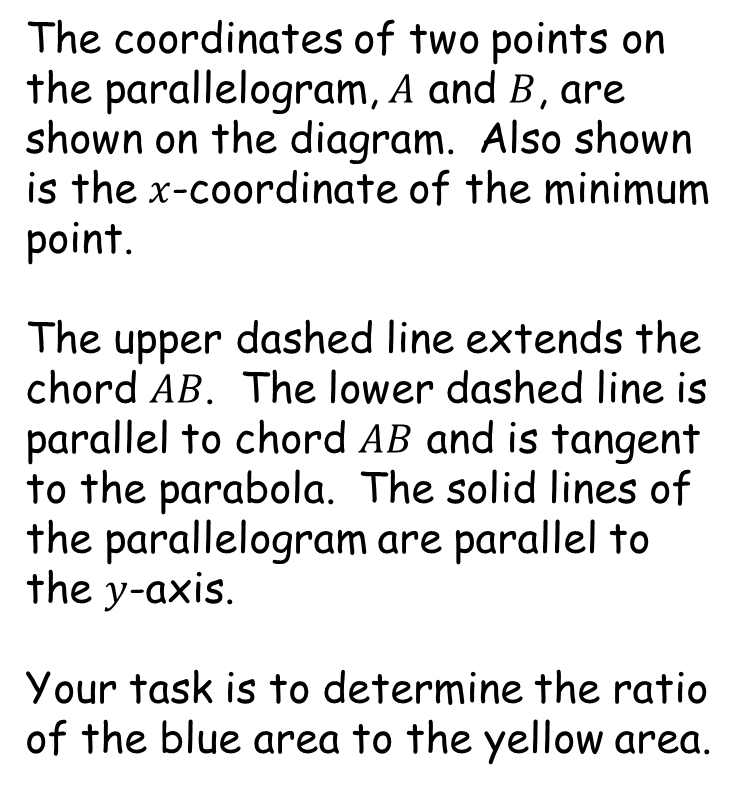 The coordinates of two points on
the parallelogram, A and B, are
shown on the diagram. Also shown
is the x-coordinate of the minimum
point.

The upper dashed line extends the
chord AB. The lower dashed line is
parallel to chord AB and is tangent
to the parabola. The solid lines of
the parallelogram are parallel to
the y-axis.

Your task is to determine the ratio
of the blue area to the yellow area.